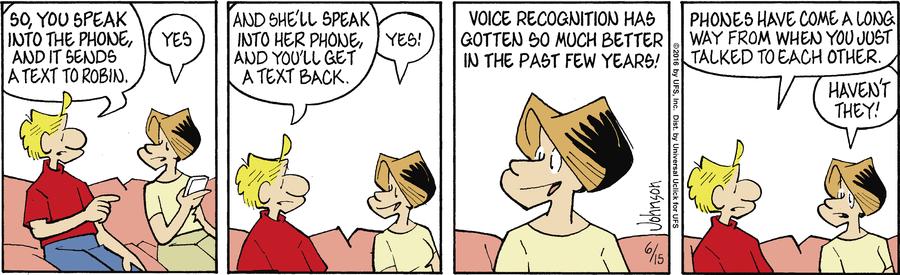 SO, YOU SPEAK
INTO THE PHONE,
AND IT SENDS
A TEXT TO ROBIN.
YES
AND SHE'LL SPEAK
INTO HER PHONE,
AND YOU'LL GET
A TEXT BACK.
YES!
VOICE RECOGNITION HAS
GOTTEN SO MUCH BETTER
IN THE PAST FEW YEARS!
Johnson
6/15
©2016 by UFS, Inc. Dist. by Universal Uclick for UFS
PHONES HAVE COME A LONG
WAY FROM WHEN YOU JUST
TALKED TO EACH OTHER.
HAVEN'T
THEY!